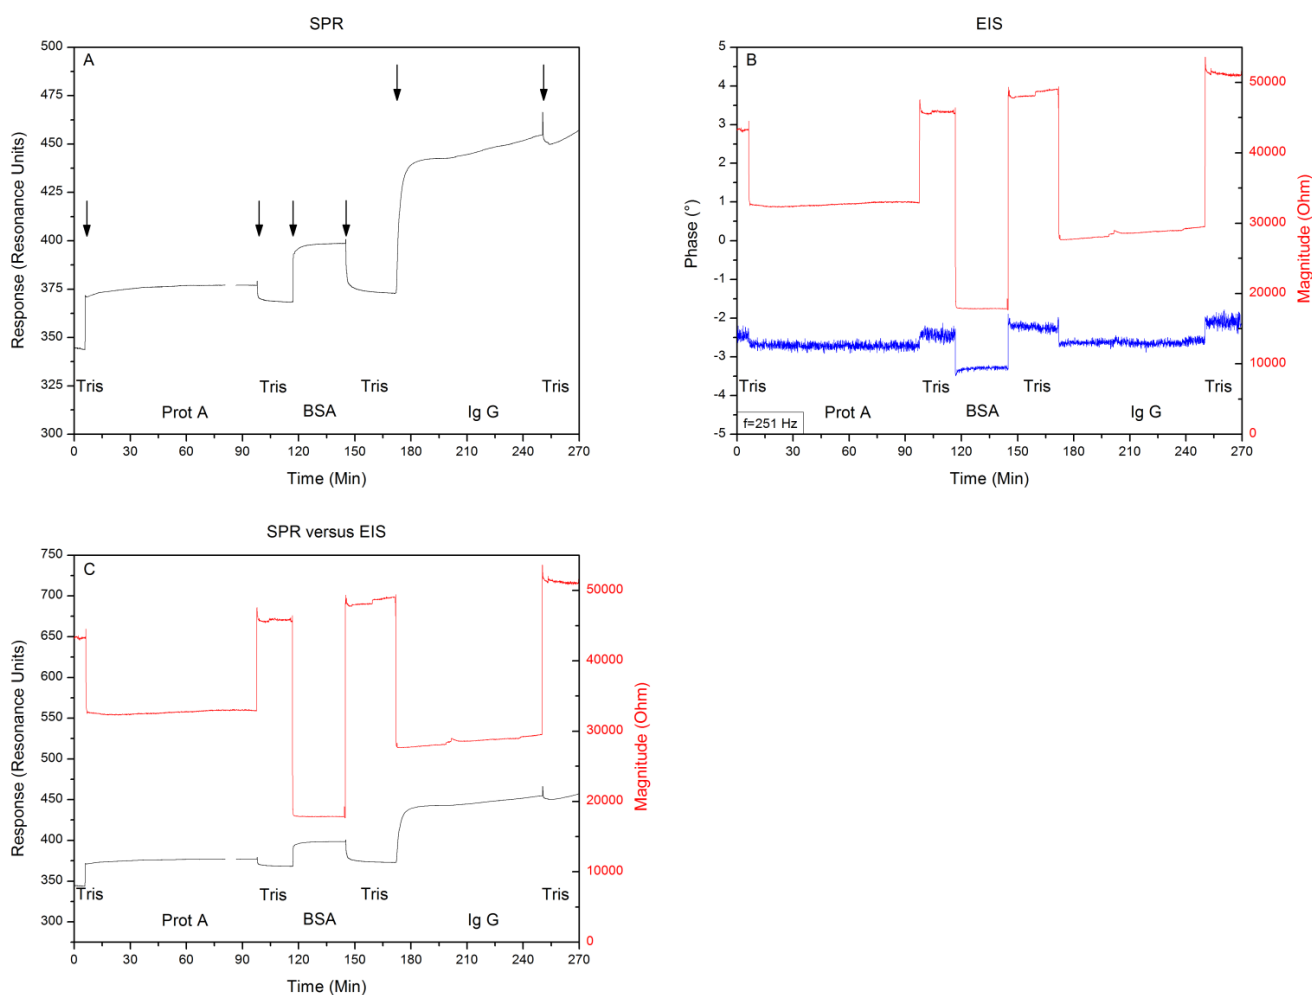 SPR
A
500
475
450
425
400
375
350
325
300
Response (Resonance Units)
Tris
Tris
Tris
Tris
Prot A
BSA
Ig G
0 30 60 90 120 150 180 210 240 270
Time (Min)
EIS
B
5
4
3
2
1
0
-1
-2
-3
-4
-5
Phase (°)
50000
40000
30000
20000
10000
0
Magnitude (Ohm)
Tris
Tris
Tris
Tris
f=251 Hz
Prot A
BSA
Ig G
0 30 60 90 120 150 180 210 240 270
Time (Min)
SPR versus EIS
C
750
700
650
600
550
500
450
400
350
300
Response (Resonance Units)
50000
40000
30000
20000
10000
0
Magnitude (Ohm)
Tris
Tris
Tris
Tris
Prot A
BSA
Ig G
0 30 60 90 120 150 180 210 240 270
Time (Min)